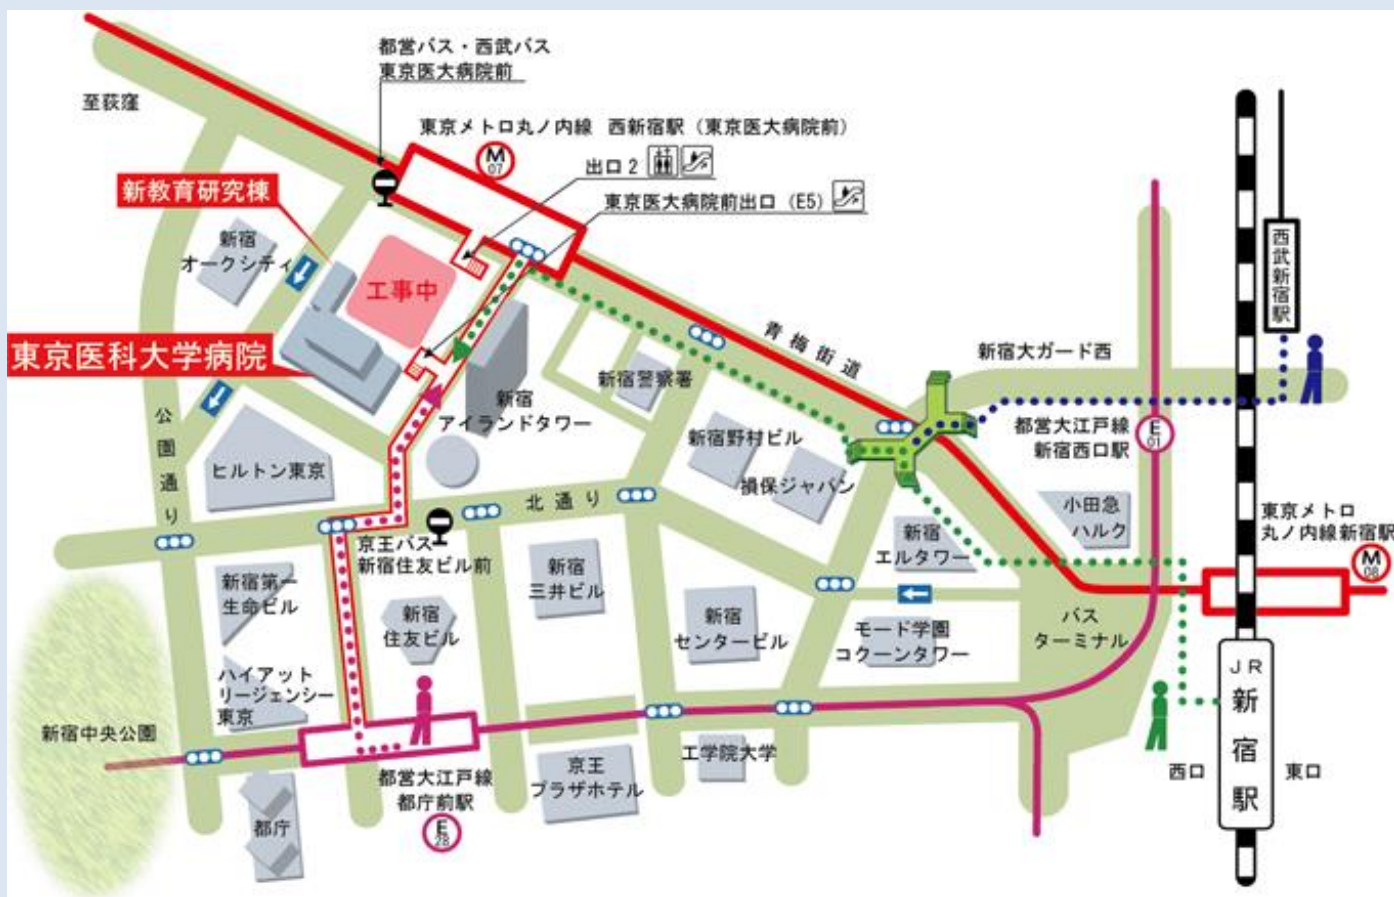 都営バス・西武バス
東京医大病院前
至荻窪
東京メトロ丸ノ内線 西新宿駅（東京医大病院前）
M
07
出口2
東京医大病院前出口（E5）
新教育研究棟
新宿
オークシティ
工事中
東京医科大学病院
西武新宿駅
青梅街道
新宿大ガード西
新宿警察署
新宿
アイランドタワー
公園通り
ヒルトン東京
新宿野村ビル
損保ジャパン
都営大江戸線
新宿西口駅
E
01
小田急
ハルク
東京メトロ
丸ノ内線新宿駅
M
08
北通り
京王バス
新宿住友ビル前
新宿
エルタワー
新宿第一
生命ビル
新宿
住友ビル
新宿
三井ビル
新宿
センタービル
モード学園
コクーンタワー
バス
ターミナル
ハイアット
リージェンシー
東京
新宿中央公園
都営大江戸線
都庁前駅
E
28
都庁
京王
プラザホテル
工学院大学
JR
新宿駅
西口
東口